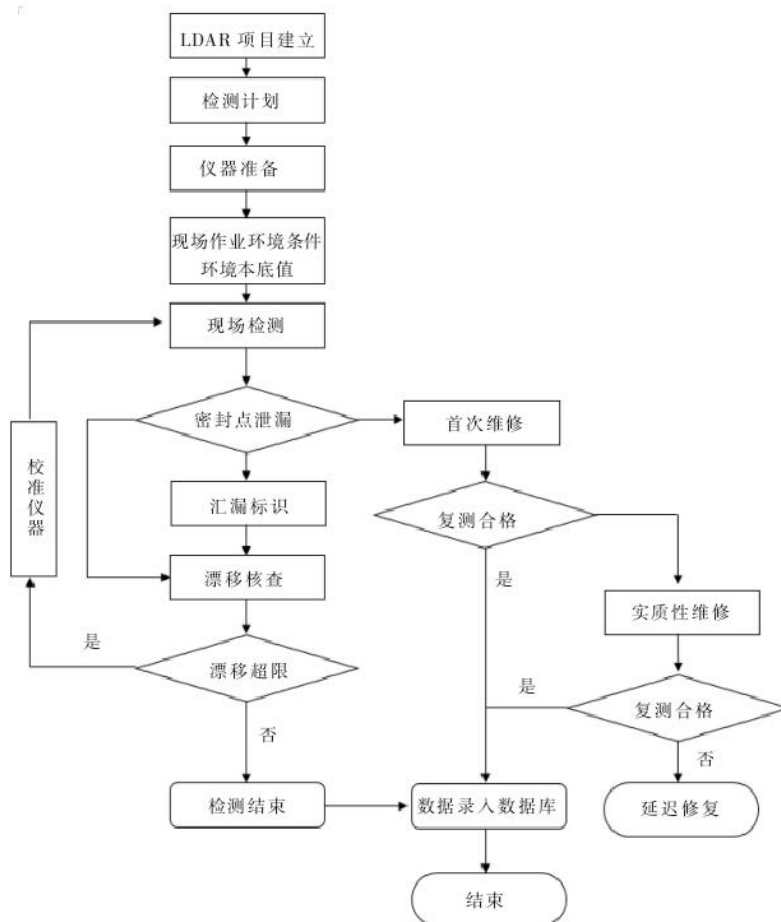 LDAR 项目建立
检测计划
仪器准备
现场作业环境条件
环境本底值
现场检测
密封点泄漏
首次维修
校准仪器
汇漏标识
复测合格
漂移核查
是
实质性维修
是
漂移超限
是
复测合格
否
否
检测结束
数据录入数据库
延迟修复
结束